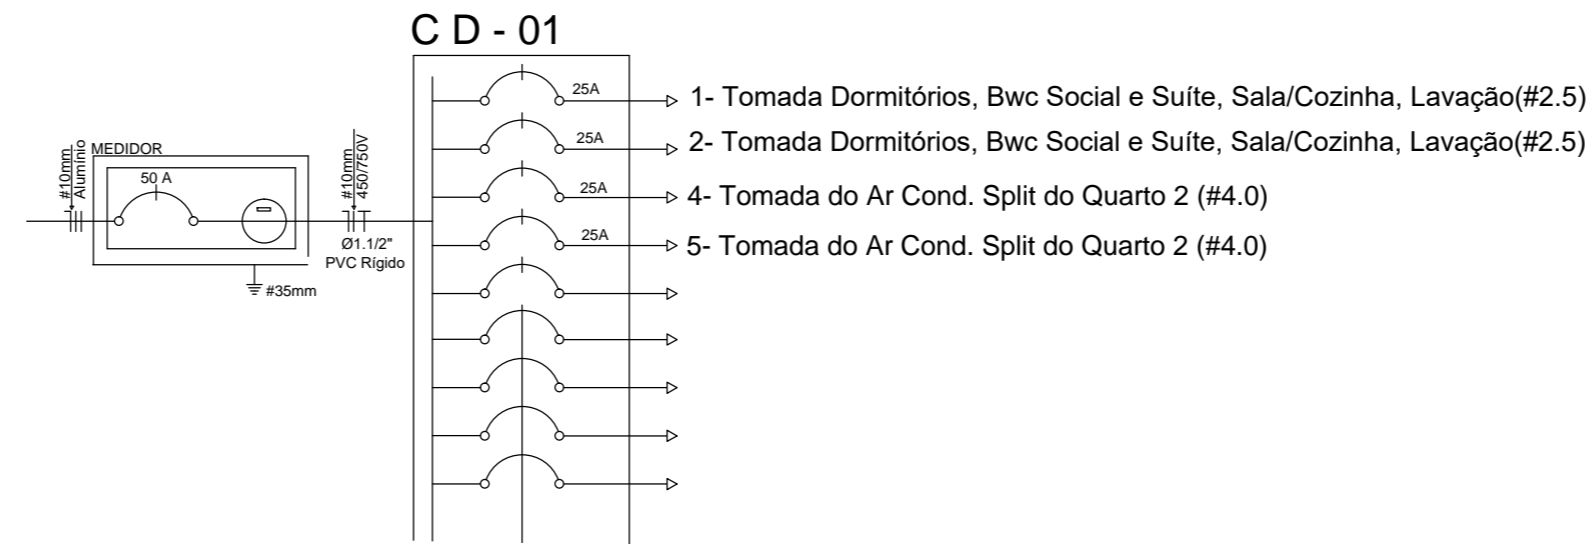 C D - 01
25A
1- Tomada Dormitórios, Bwc Social e Suíte, Sala/Cozinha, Lavação(#2.5)
25A
2- Tomada Dormitórios, Bwc Social e Suíte, Sala/Cozinha, Lavação(#2.5)
#10mm
Alumínio
MEDIDOR
50 A
#10mm
450/750V
25A
4- Tomada do Ar Cond. Split do Quarto 2 (#4.0)
25A
5- Tomada do Ar Cond. Split do Quarto 2 (#4.0)
Ø1.1/2"
PVC Rígido
#35mm